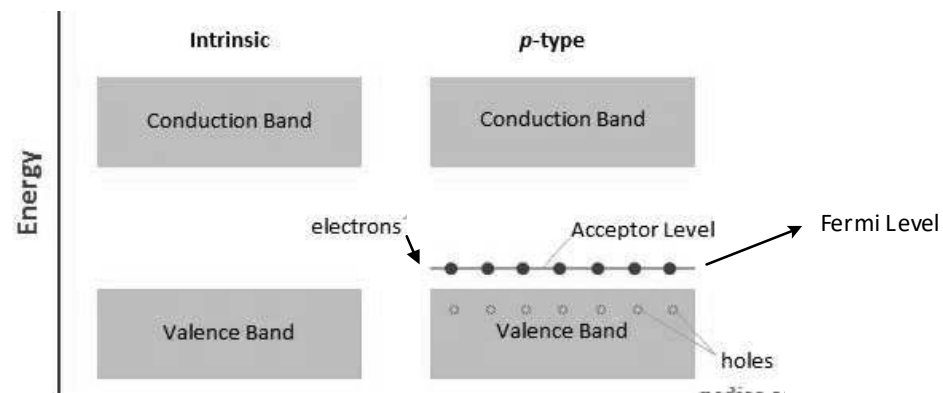 Intrinsic
p-type
Conduction Band
Conduction Band
Energy
electrons
Acceptor Level
Fermi Level
Valence Band
Valence Band
holes